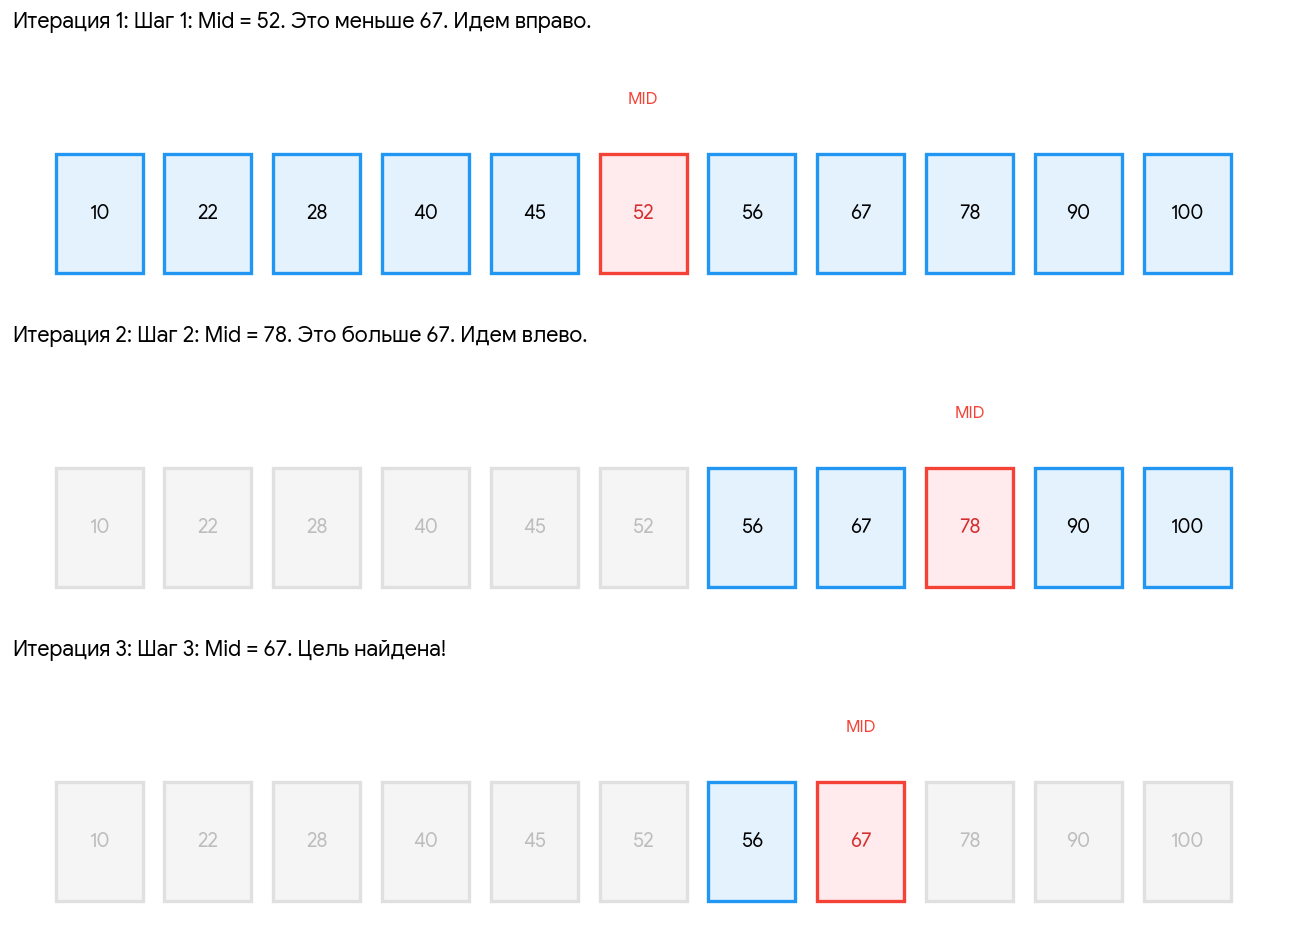 Итерация 1: Шаг 1: Mid = 52. Это меньше 67. Идем вправо.
MID
10 22 28 40 45 52 56 67 78 90 100
Итерация 2: Шаг 2: Mid = 78. Это больше 67. Идем влево.
MID
10 22 28 40 45 52 56 67 78 90 100
Итерация 3: Шаг 3: Mid = 67. Цель найдена!
MID
10 22 28 40 45 52 56 67 78 90 100